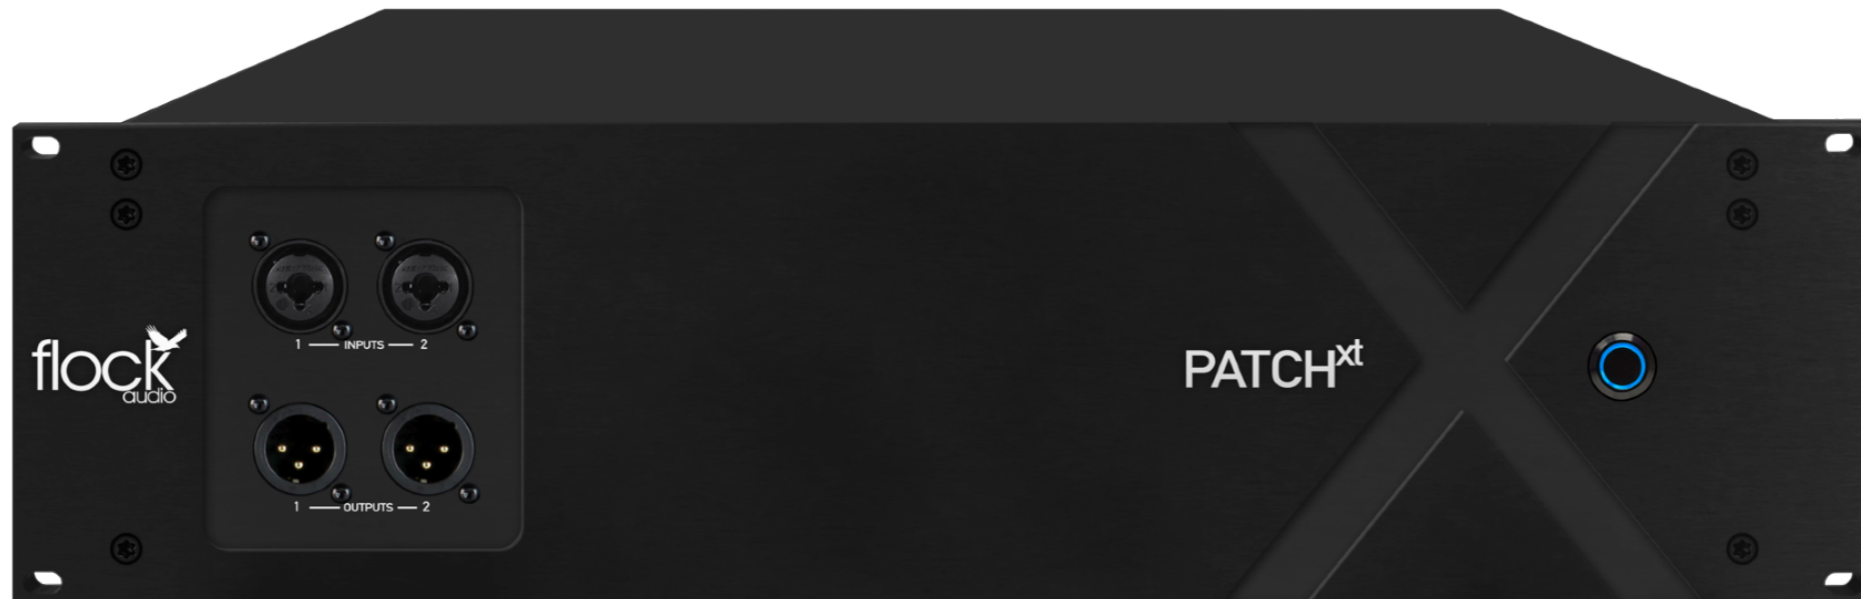 flock
audio
1 INPUTS 2
1 OUTPUTS 2
PATCHxt